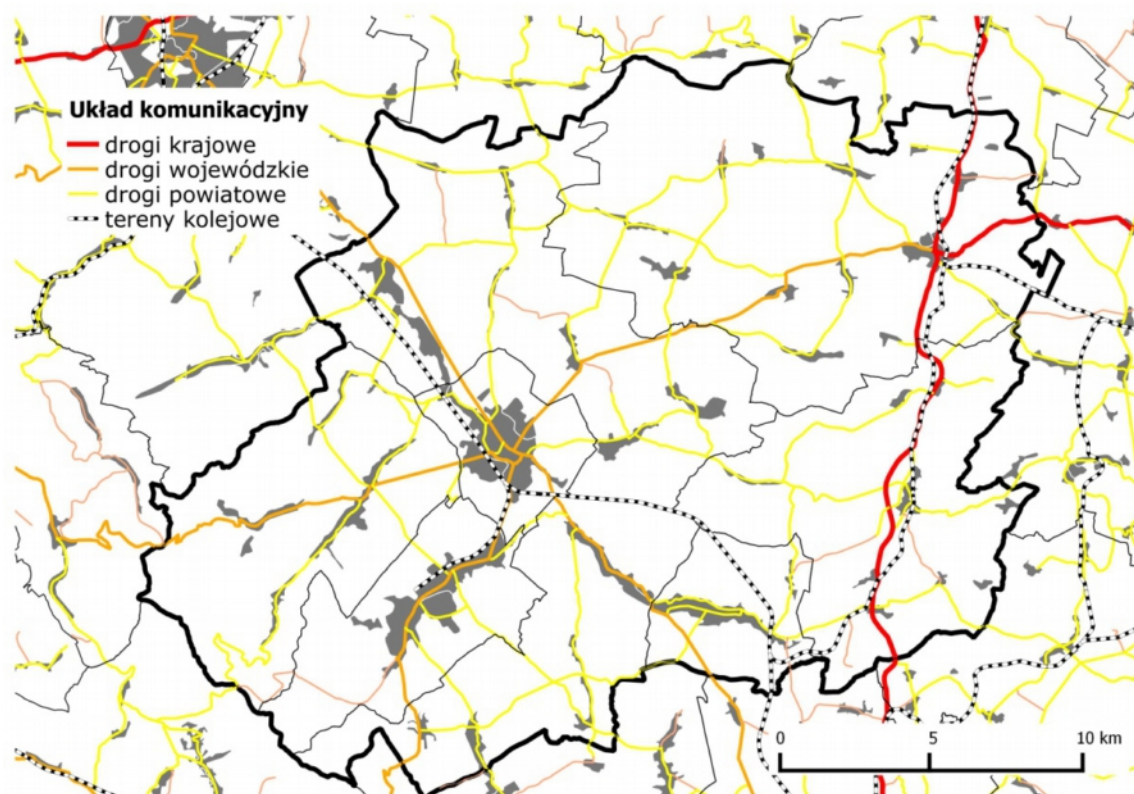 Układ komunikacyjny
drogi krajowe
drogi wojewódzkie
drogi powiatowe
tereny kolejowe
0 5 10 km